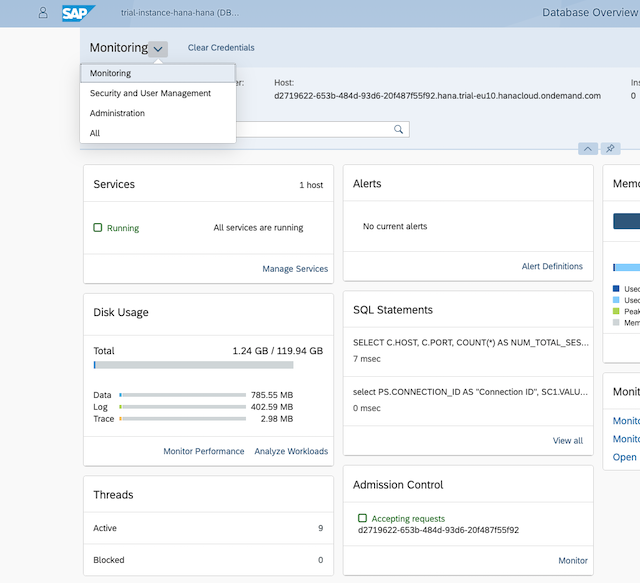 SAP
trial-instance-hana-hana (DB...
Database Overview
Monitoring
Clear Credentials
Monitoring
Security and User Management
Administration
All
er:
Host:
d2719622-653b-484d-93d6-20f487f55f92.hana.trial-eu10.hanacloud.ondemand.com
Ins
0
Services
1 host
Running
All services are running
Manage Services
Alerts
No current alerts
Alert Definitions
Memo
Used
Used
Peak
Mem
Disk Usage
Total
1.24 GB / 119.94 GB
Data
785.55 MB
Log
402.59 MB
Trace
2.98 MB
Monitor Performance
Analyze Workloads
SQL Statements
SELECT C.HOST, C.PORT, COUNT(*) AS NUM_TOTAL_SES...
7 msec
select PS.CONNECTION_ID AS "Connection ID", SC1.VALU...
0 msec
View all
Monit
Monito
Monito
Open
Threads
Active
9
Blocked
0
Admission Control
Accepting requests
d2719622-653b-484d-93d6-20f487f55f92
Monitor